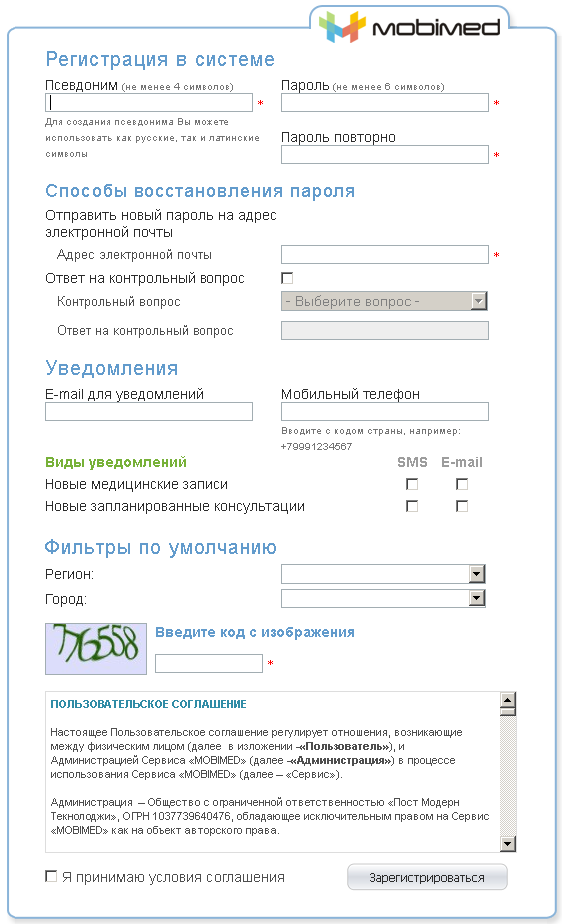 mobimed
Регистрация в системе
Псевдоним (не менее 4 символов)
Пароль (не менее 6 символов)
*
*
Для создания псевдонима Вы можете
использовать как русские, так и латинские
символы
Пароль повторно
*
Способы восстановления пароля
Отправить новый пароль на адрес
электронной почты
Адрес электронной почты
*
Ответ на контрольный вопрос
Контрольный вопрос
- Выберите вопрос -
Ответ на контрольный вопрос
Уведомления
E-mail для уведомлений
Мобильный телефон
Вводите с кодом страны, например:
+79991234567
Виды уведомлений SMS E-mail
Новые медицинские записи
Новые запланированные консультации
Фильтры по умолчанию
Регион:
Город:
776558
Введите код с изображения
*
ПОЛЬЗОВАТЕЛЬСКОЕ СОГЛАШЕНИЕ
Настоящее Пользовательское соглашение регулирует отношения, возникающие
между физическим лицом (далее в изложении -«Пользователь»), и
Администрацией Сервиса «MOBIMED» (далее -«Администрация») в процессе
использования Сервиса «MOBIMED» (далее – «Сервис»).
Администрация – Общество с ограниченной ответственностью «Пост Модерн
Текнолоджи», ОГРН 1037739640476, обладающее исключительным правом на Сервис
«MOBIMED» как на объект авторского права.
Я принимаю условия соглашения
Зарегистрироваться